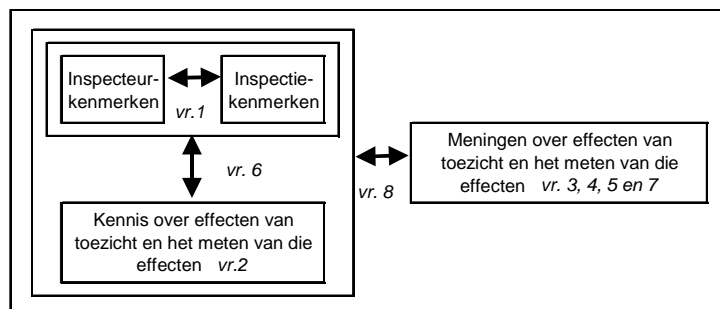 Inspecteur-
kenmerken
Inspectie-
kenmerken
vr.1
vr. 6
Kennis over effecten van
toezicht en het meten van die
effecten vr.2
vr. 8
Meningen over effecten van
toezicht en het meten van die
effecten vr. 3, 4, 5 en 7